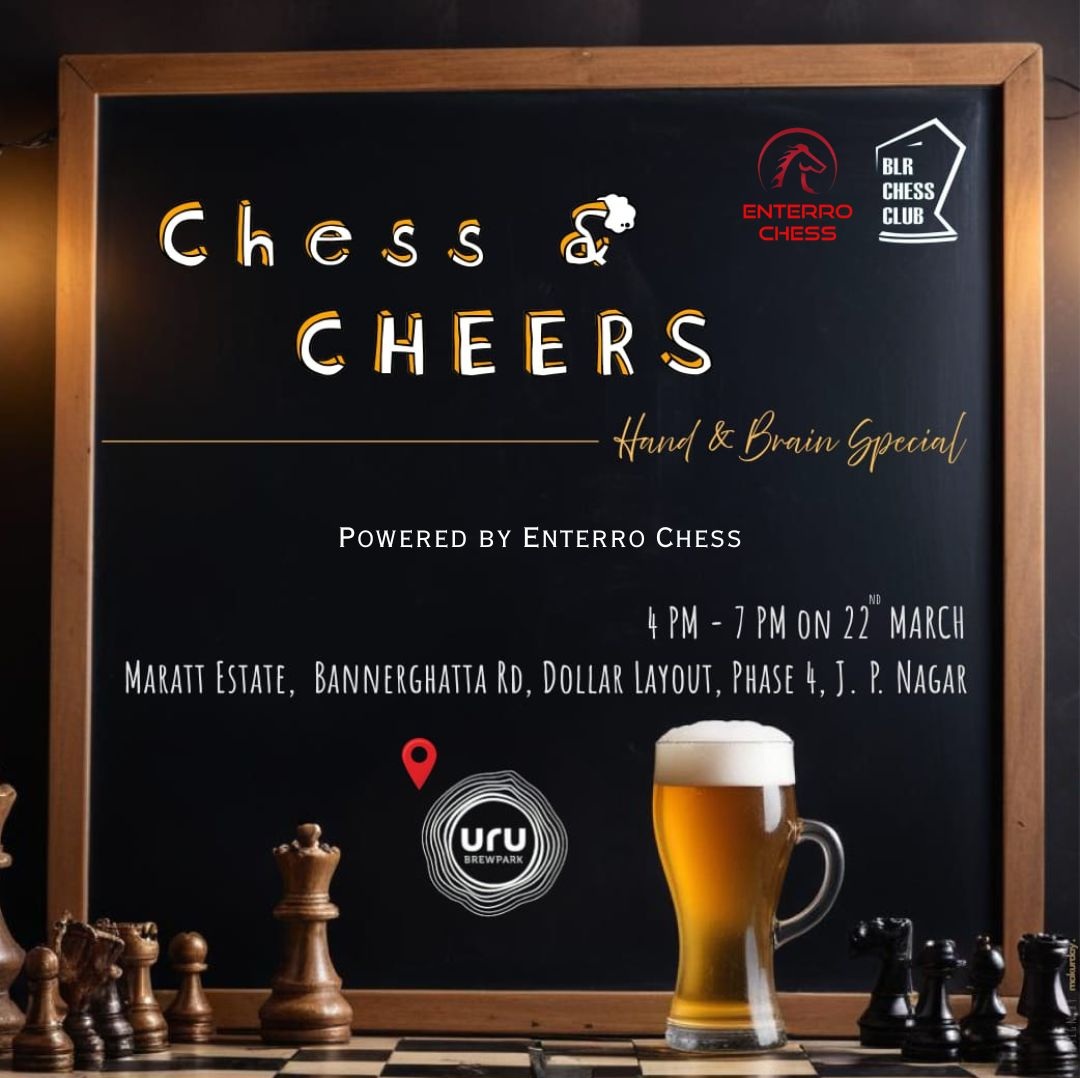 ENTERRO
CHESS
BLR
CHESS
CLUB
Chess &
CHEERS
Hand & Brain Special
POWERED BY ENTERRO CHESS
4 PM - 7 PM on 22ND MARCH
MARATT ESTATE, BANNERGHATTA RD, DOLLAR LAYOUT, PHASE 4, J. P. NAGAR
uru
BREWPARK